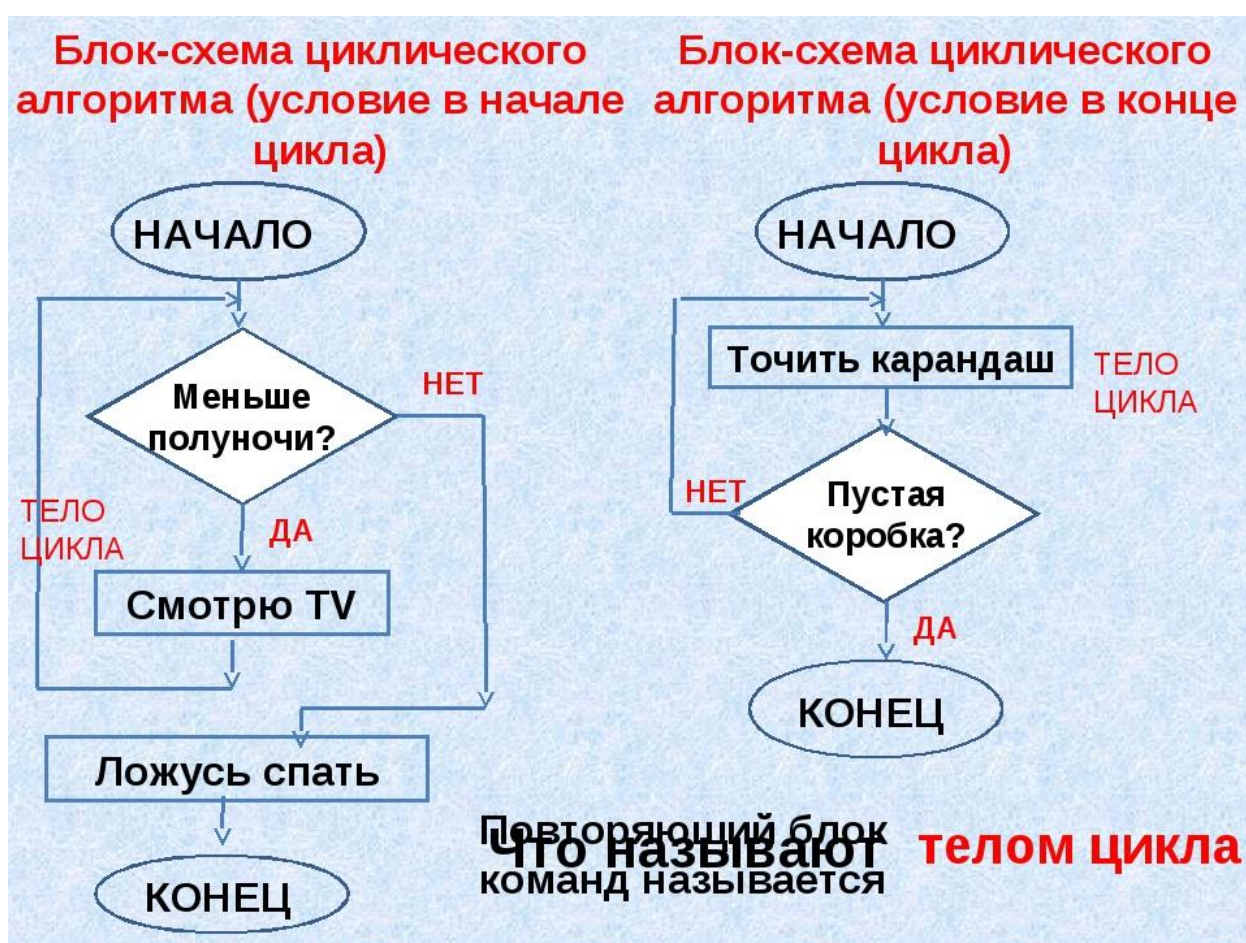 Блок-схема циклического
алгоритма (условие в начале
цикла)
НАЧАЛО
Меньше
полуночи?
НЕТ
ТЕЛО
ЦИКЛА
ДА
Смотрю TV
Ложусь спать
КОНЕЦ
Блок-схема циклического
алгоритма (условие в конце
цикла)
НАЧАЛО
Точить карандаш
ТЕЛО
ЦИКЛА
НЕТ
Пустая
коробка?
ДА
КОНЕЦ
Повторяющий блок
команд называется
Что называют
телом цикла